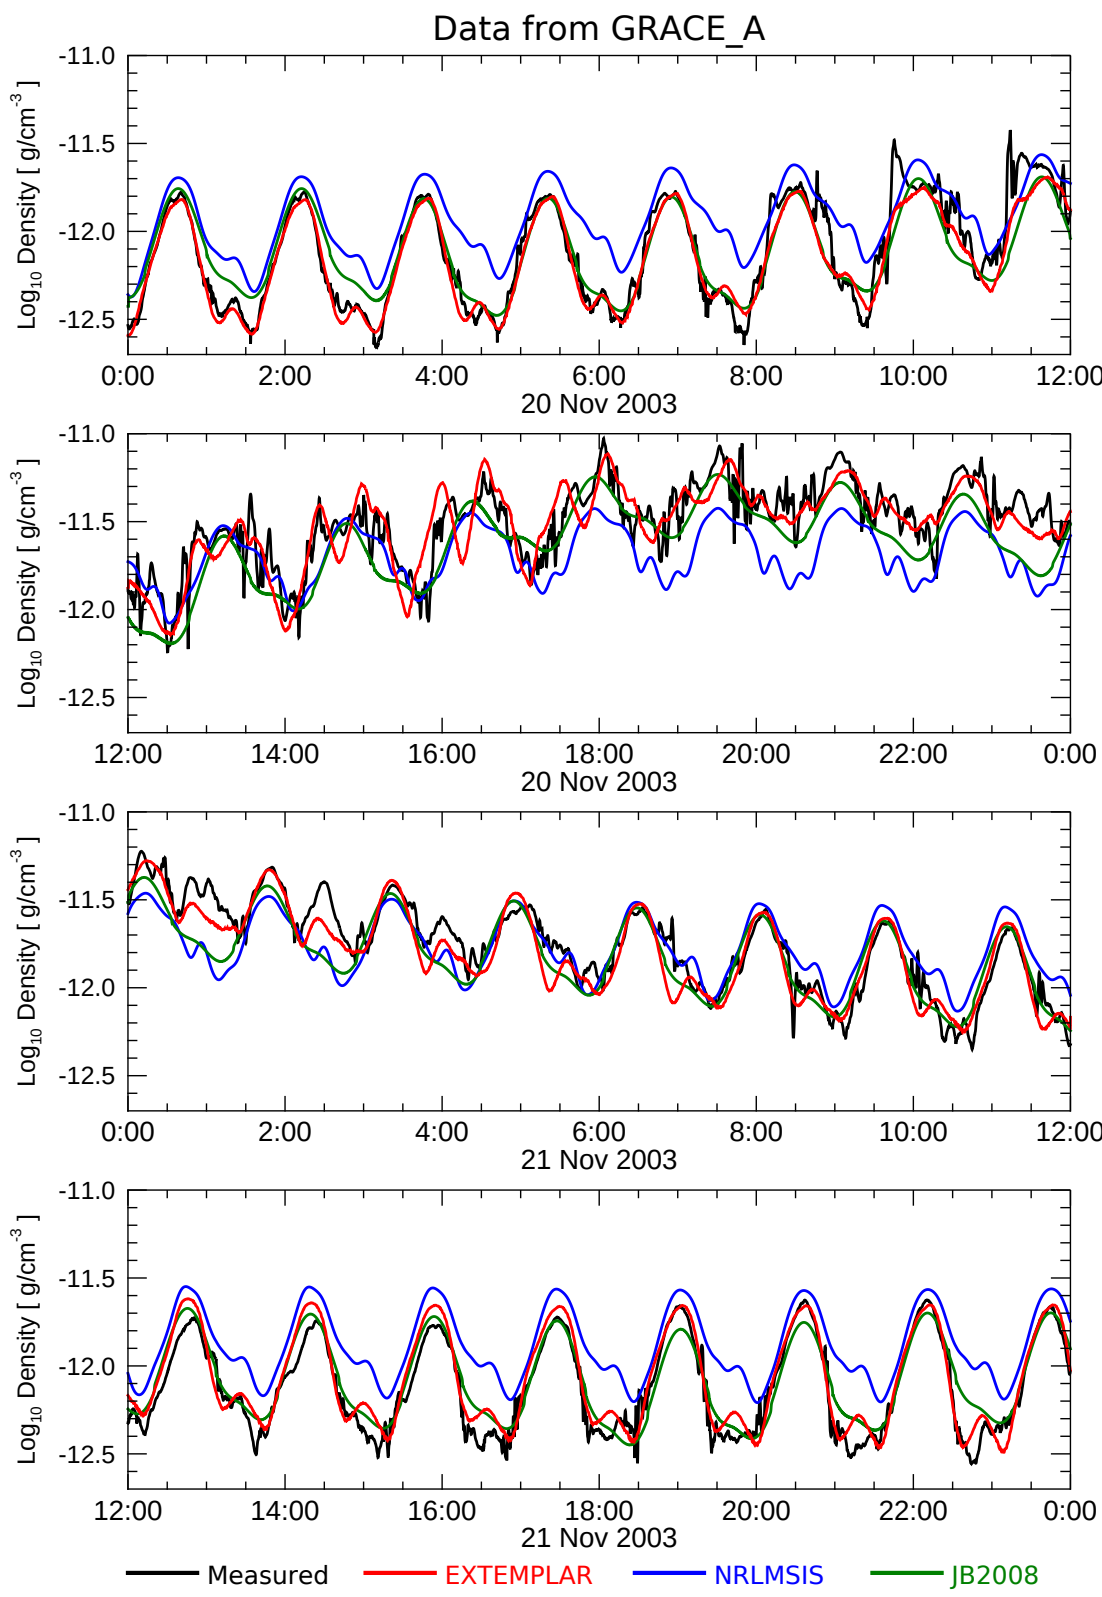 Data from GRACE_A
Log₁₀ Density [ g/cm⁻³ ]
-11.0
-11.5
-12.0
-12.5
0:00 2:00 4:00 6:00 8:00 10:00 12:00
20 Nov 2003
Log₁₀ Density [ g/cm⁻³ ]
-11.0
-11.5
-12.0
-12.5
12:00 14:00 16:00 18:00 20:00 22:00 0:00
20 Nov 2003
Log₁₀ Density [ g/cm⁻³ ]
-11.0
-11.5
-12.0
-12.5
0:00 2:00 4:00 6:00 8:00 10:00 12:00
21 Nov 2003
Log₁₀ Density [ g/cm⁻³ ]
-11.0
-11.5
-12.0
-12.5
12:00 14:00 16:00 18:00 20:00 22:00 0:00
21 Nov 2003
Measured EXTEMPLAR NRLMSIS JB2008